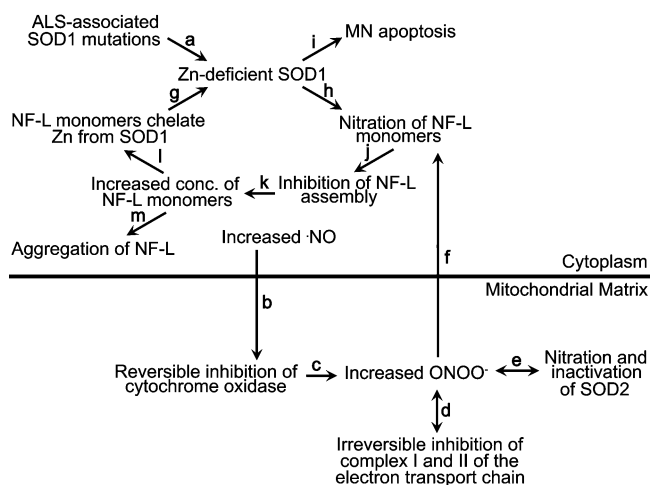 ALS-associated
SOD1 mutations
a
i
MN apoptosis
Zn-deficient SOD1
g
h
NF-L monomers chelate
Zn from SOD1
Nitration of NF-L
monomers
l
j
Increased conc. of
NF-L monomers
k
Inhibition of NF-L
assembly
m
Aggregation of NF-L
Increased ·NO
f
Cytoplasm
Mitochondrial Matrix
b
Reversible inhibition of
cytochrome oxidase
c
Increased ONOO-
e
Nitration and
inactivation
of SOD2
d
Irreversible inhibition of
complex I and II of the
electron transport chain